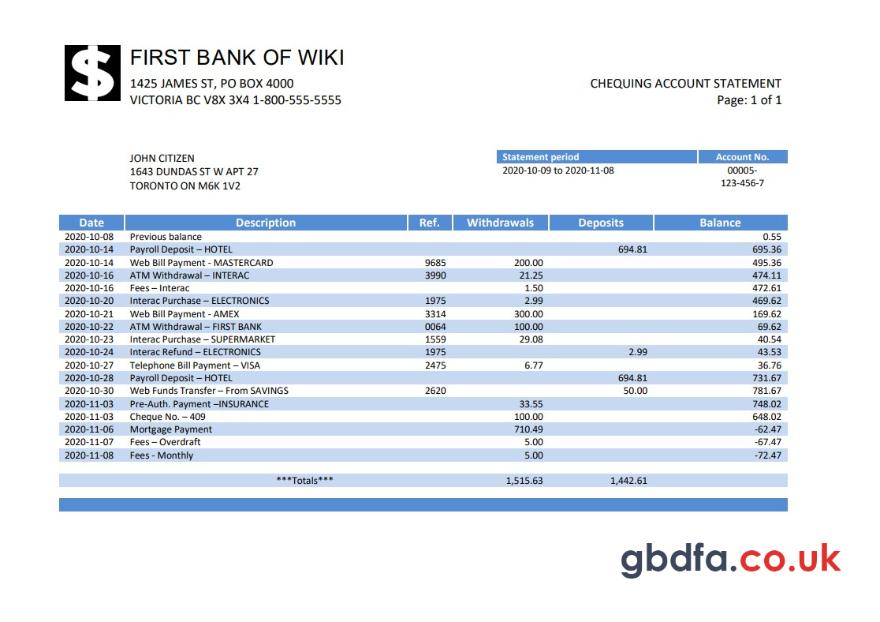 $
FIRST BANK OF WIKI
1425 JAMES ST, PO BOX 4000
VICTORIA BC V8X 3X4 1-800-555-5555
CHEQUING ACCOUNT STATEMENT
Page: 1 of 1
JOHN CITIZEN
1643 DUNDAS ST W APT 27
TORONTO ON M6K 1V2
Statement period Account No.
2020-10-09 to 2020-11-08 00005-
123-456-7
Date Description Ref. Withdrawals Deposits Balance
2020-10-08 Previous balance 0.55
2020-10-14 Payroll Deposit – HOTEL 694.81 695.36
2020-10-14 Web Bill Payment - MASTERCARD 9685 200.00 495.36
2020-10-16 ATM Withdrawal – INTERAC 3990 21.25 474.11
2020-10-16 Fees – Interac 1.50 472.61
2020-10-20 Interac Purchase – ELECTRONICS 1975 2.99 469.62
2020-10-21 Web Bill Payment - AMEX 3314 300.00 169.62
2020-10-22 ATM Withdrawal – FIRST BANK 0064 100.00 69.62
2020-10-23 Interac Purchase – SUPERMARKET 1559 29.08 40.54
2020-10-24 Interac Refund – ELECTRONICS 1975 2.99 43.53
2020-10-27 Telephone Bill Payment – VISA 2475 6.77 36.76
2020-10-28 Payroll Deposit – HOTEL 694.81 731.67
2020-10-30 Web Funds Transfer – From SAVINGS 2620 50.00 781.67
2020-11-03 Pre-Auth. Payment –INSURANCE 33.55 748.02
2020-11-03 Cheque No. – 409 100.00 648.02
2020-11-06 Mortgage Payment 710.49 -62.47
2020-11-07 Fees – Overdraft 5.00 -67.47
2020-11-08 Fees - Monthly 5.00 -72.47
***Totals*** 1,515.63 1,442.61
gbdfa.co.uk